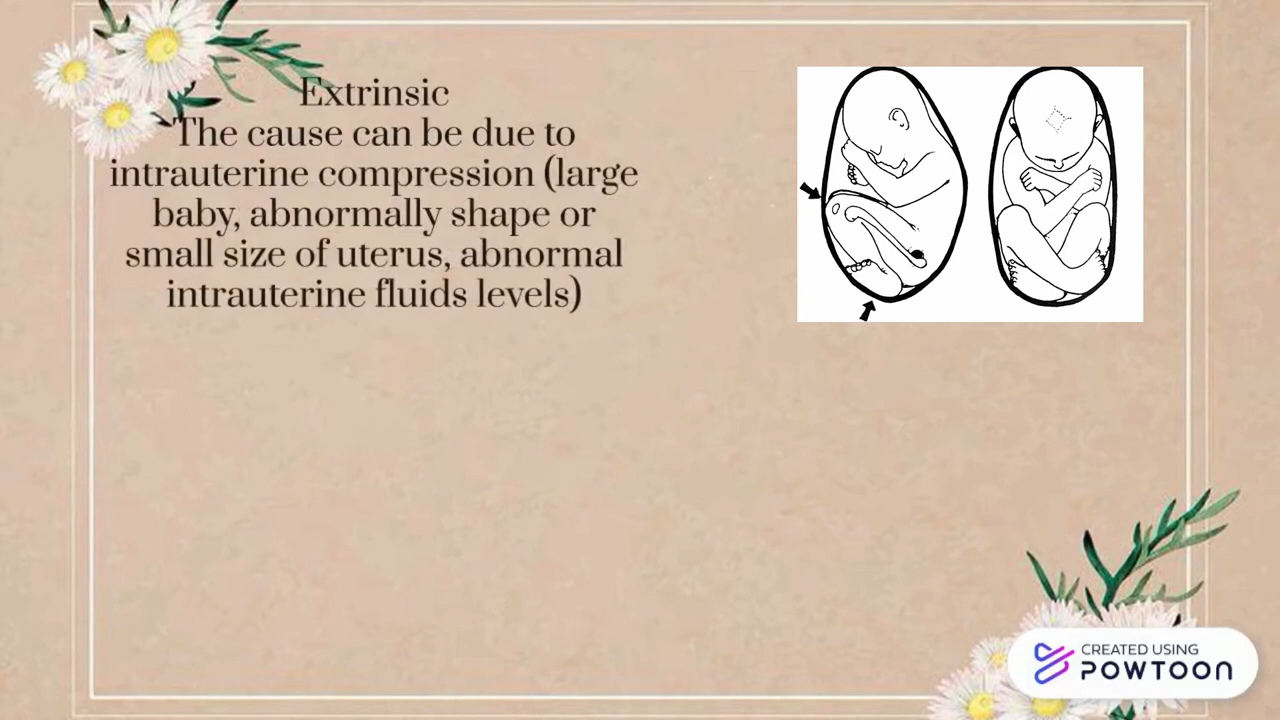 Extrinsic
The cause can be due to
intrauterine compression (large
baby, abnormally shape or
small size of uterus, abnormal
intrauterine fluids levels)
CREATED USING
POWTOON